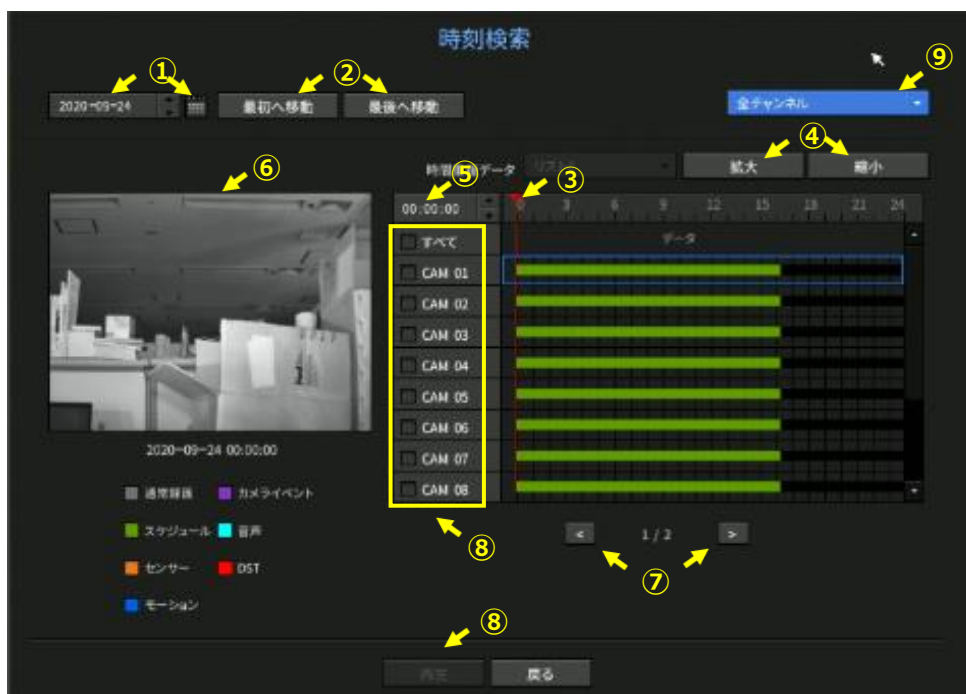 時刻検索
① ② ⑨
2020-09-24 最初へ移動 最後へ移動 全チャンネル
④
⑥ ⑤ ③ 拡大 縮小
00:00:00 0 3 6 9 12 15 18 21 24
すべて データ
CAM 01
CAM 02
CAM 03
CAM 04
CAM 05
CAM 06
CAM 07
CAM 08
2020-09-24 00:00:00
通常録画 カメライベント
スケジュール 音声
センサー DST
モーション
⑧
< 1 / 2 >
⑦
⑧
再生 戻る